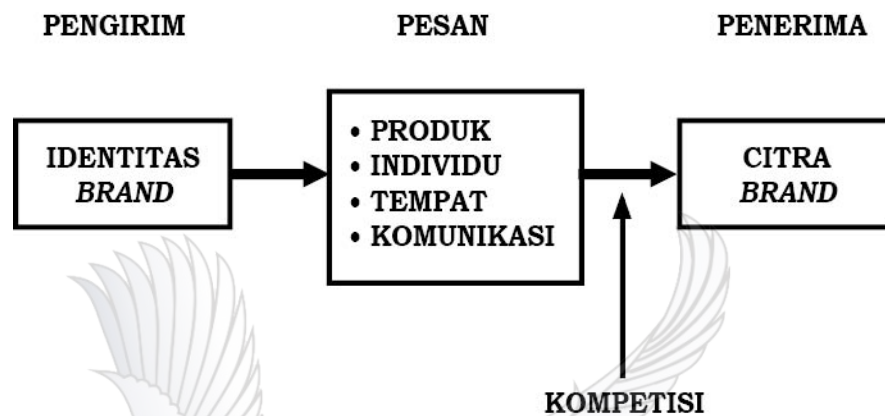 PENGIRIM
PESAN
PENERIMA
IDENTITAS
BRAND
• PRODUK
• INDIVIDU
• TEMPAT
• KOMUNIKASI
CITRA
BRAND
KOMPETISI